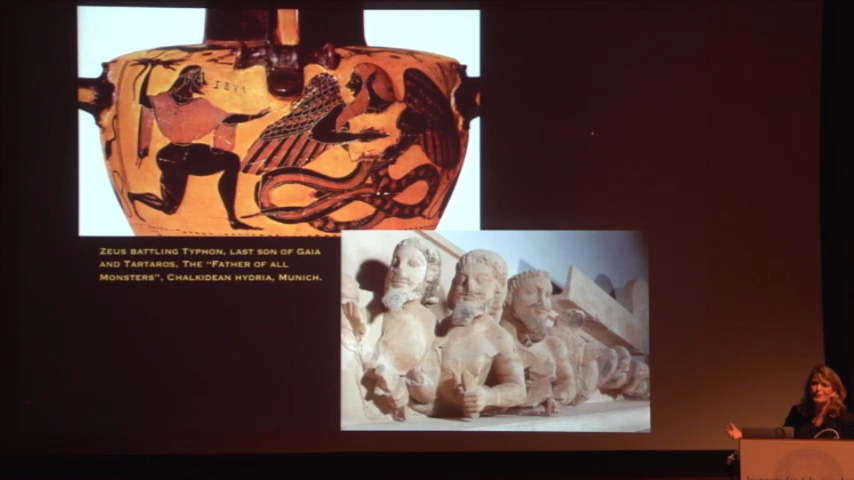 ZEUS BATTLING TYPHON, LAST SON OF GAIA
AND TARTAROS, THE "FATHER OF ALL
MONSTERS", CHALKIDEAN HYDRIA, MUNICH.